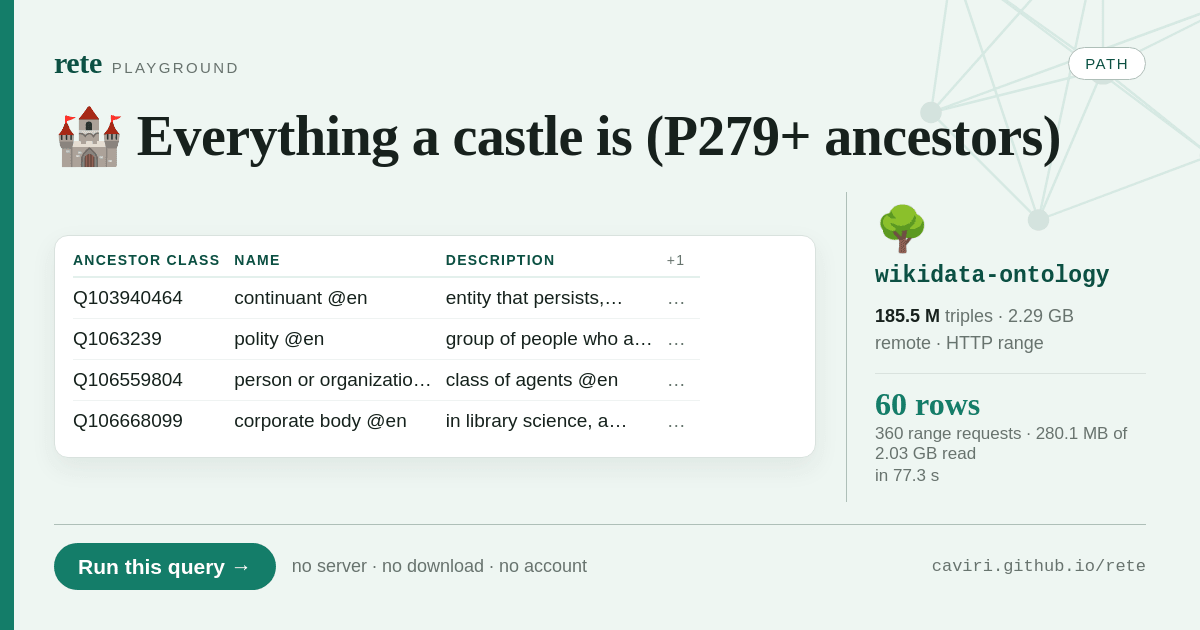 rete PLAYGROUND
PATH
Everything a castle is (P279+ ancestors)
ANCESTOR CLASS NAME DESCRIPTION +1
Q103940464 continuant @en entity that persists,… …
Q1063239 polity @en group of people who a… …
Q106559804 person or organizatio… class of agents @en …
Q106668099 corporate body @en in library science, a… …
wikidata-ontology
185.5 M triples · 2.29 GB
remote · HTTP range
60 rows
360 range requests · 280.1 MB of
2.03 GB read
in 77.3 s
Run this query →
no server · no download · no account
caviri.github.io/rete